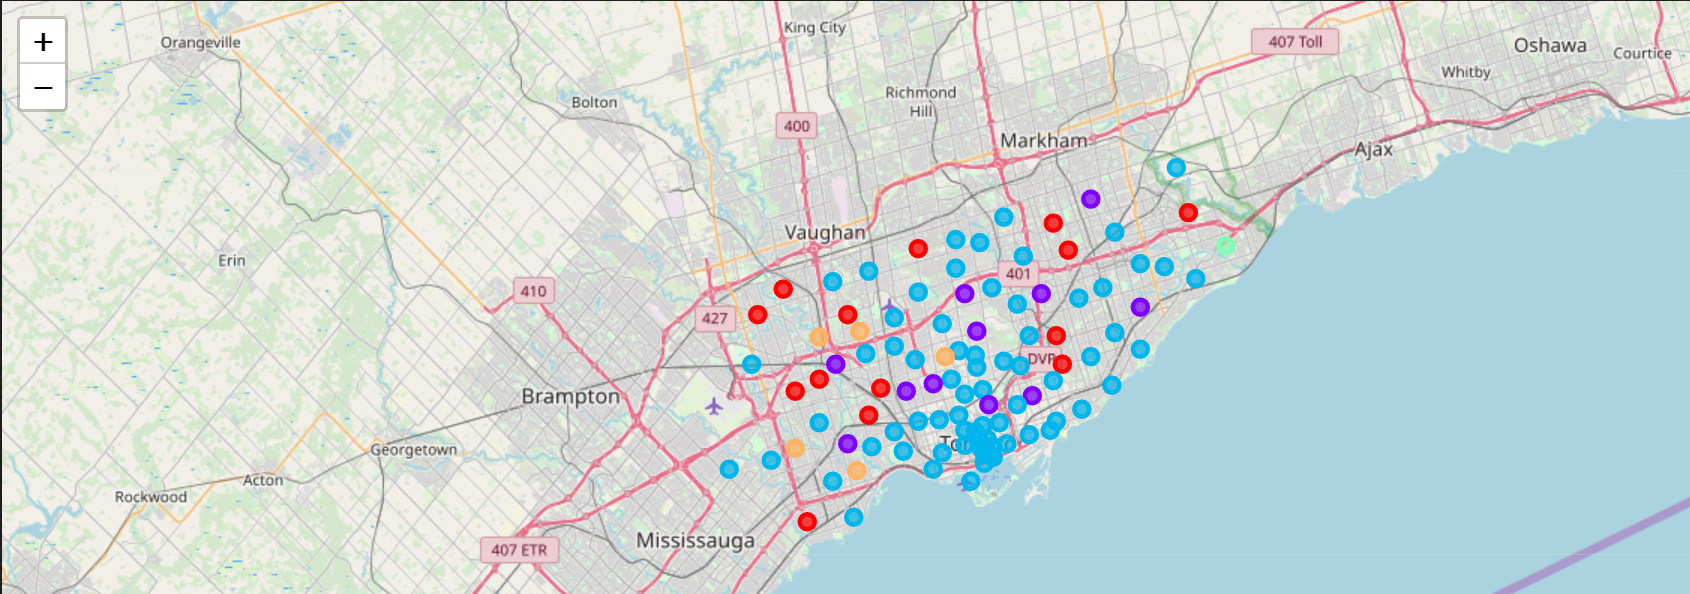 +
−
Orangeville
King City
407 Toll
Oshawa
Courtice
Whitby
Bolton
Richmond
Hill
400
Markham
Ajax
Vaughan
Erin
401
410
427
DVP
Brampton
Georgetown
Acton
Rockwood
Mississauga
407 ETR